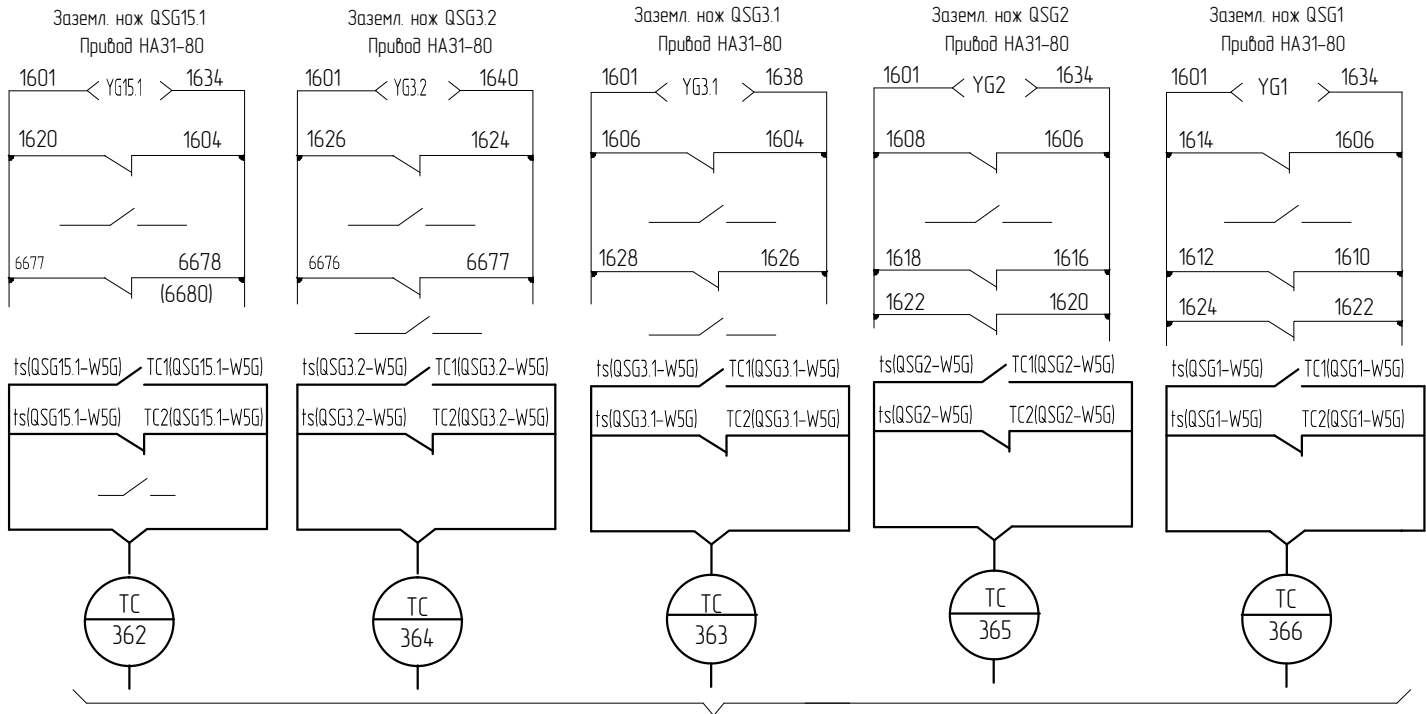 Заземл. нож QSG15.1
Привод НА31-80
1601 YG15.1 1634
1620 1604
6677 6678
(6680)
ts(QSG15.1-W5G) TC1(QSG15.1-W5G)
ts(QSG15.1-W5G) TC2(QSG15.1-W5G)
TC
362
Заземл. нож QSG3.2
Привод НА31-80
1601 YG3.2 1640
1626 1624
6676 6677
ts(QSG3.2-W5G) TC1(QSG3.2-W5G)
ts(QSG3.2-W5G) TC2(QSG3.2-W5G)
TC
364
Заземл. нож QSG3.1
Привод НА31-80
1601 YG3.1 1638
1606 1604
1628 1626
ts(QSG3.1-W5G) TC1(QSG3.1-W5G)
ts(QSG3.1-W5G) TC2(QSG3.1-W5G)
TC
363
Заземл. нож QSG2
Привод НА31-80
1601 YG2 1634
1608 1606
1618 1616
1622 1620
ts(QSG2-W5G) TC1(QSG2-W5G)
ts(QSG2-W5G) TC2(QSG2-W5G)
TC
365
Заземл. нож QSG1
Привод НА31-80
1601 YG1 1634
1614 1606
1612 1610
1624 1622
ts(QSG1-W5G) TC1(QSG1-W5G)
ts(QSG1-W5G) TC2(QSG1-W5G)
TC
366